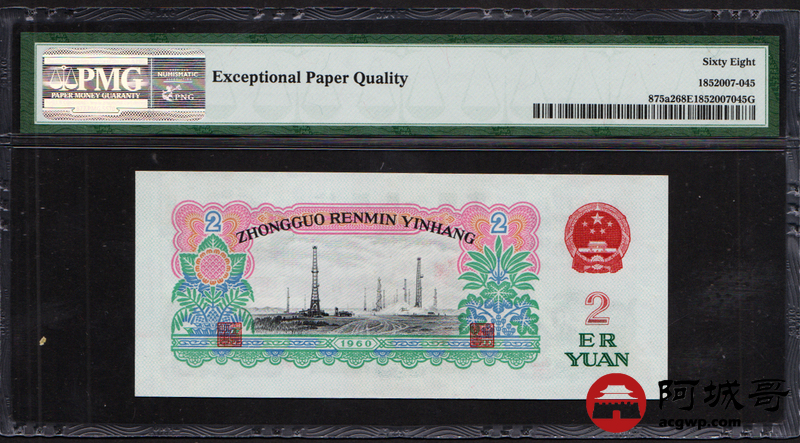 PMG
PAPER MONEY GUARANTY
NUMISMATIC
PNG
Exceptional Paper Quality
Sixty Eight
1852007-045
875a268E1852007045G
2
ZHONGGUO RENMIN YINHANG
2
1960
2
ER
YUAN
阿城哥
acgwp.com